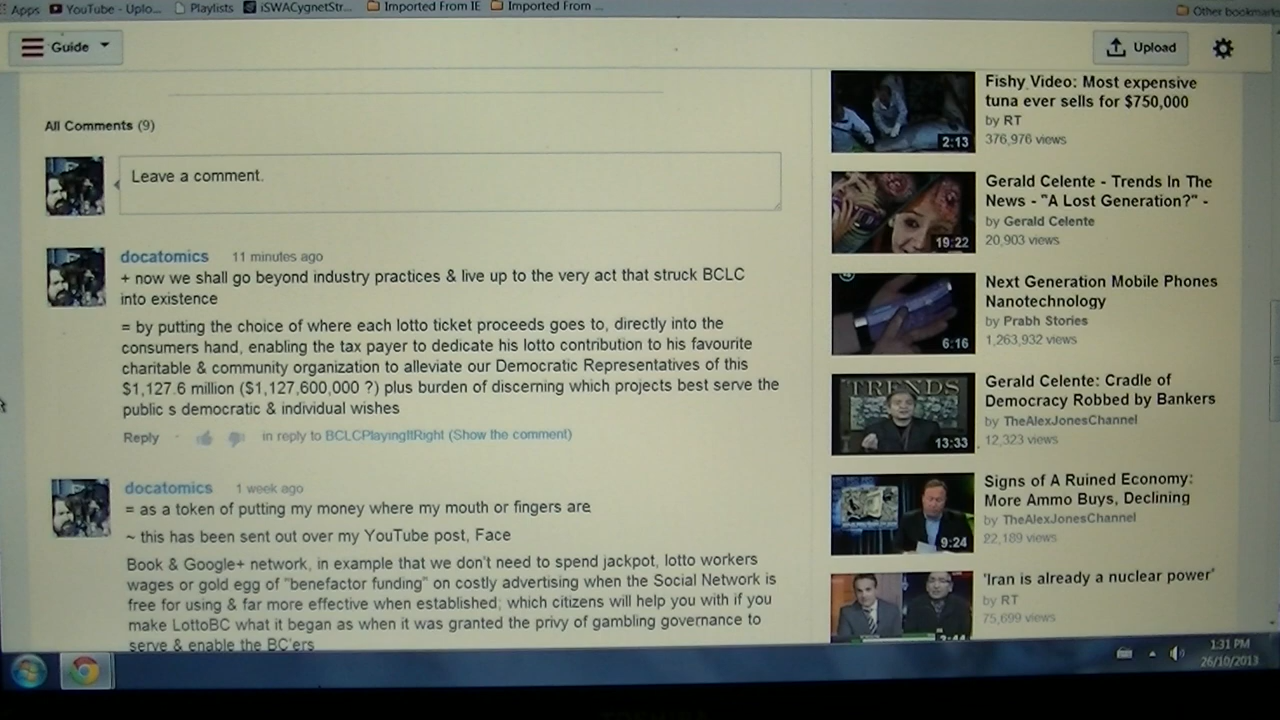 Apps YouTube - Uplo... Playlists iSWACygnetStr... Imported From IE Imported From ... Other bookmark
Guide
Upload
All Comments (9)
Leave a comment.
docatomics 11 minutes ago
+ now we shall go beyond industry practices & live up to the very act that struck BCLC
into existence
= by putting the choice of where each lotto ticket proceeds goes to, directly into the
consumers hand, enabling the tax payer to dedicate his lotto contribution to his favourite
charitable & community organization to alleviate our Democratic Representatives of this
$1,127.6 million ($1,127,600,000 ?) plus burden of discerning which projects best serve the
public s democratic & individual wishes
Reply in reply to BCLCPlayingItRight (Show the comment)
docatomics 1 week ago
= as a token of putting my money where my mouth or fingers are
~ this has been sent out over my YouTube post, Face
Book & Google+ network, in example that we don't need to spend jackpot, lotto workers
wages or gold egg of "benefactor funding" on costly advertising when the Social Network is
free for using & far more effective when established; which citizens will help you with if you
make LottoBC what it began as when it was granted the privy of gambling governance to
serve & enable the BC'ers
Fishy Video: Most expensive
tuna ever sells for $750,000
by RT
376,976 views
2:13
Gerald Celente - Trends In The
News - "A Lost Generation?" -
by Gerald Celente
20,903 views
19:22
Next Generation Mobile Phones
Nanotechnology
by Prabh Stories
1,263,932 views
6:16
Gerald Celente: Cradle of
Democracy Robbed by Bankers
by TheAlexJonesChannel
12,323 views
TRENDS
13:33
Signs of A Ruined Economy:
More Ammo Buys, Declining
by TheAlexJonesChannel
22,189 views
9:24
'Iran is already a nuclear power'
by RT
75,699 views
3:44
1:31 PM
26/10/2013